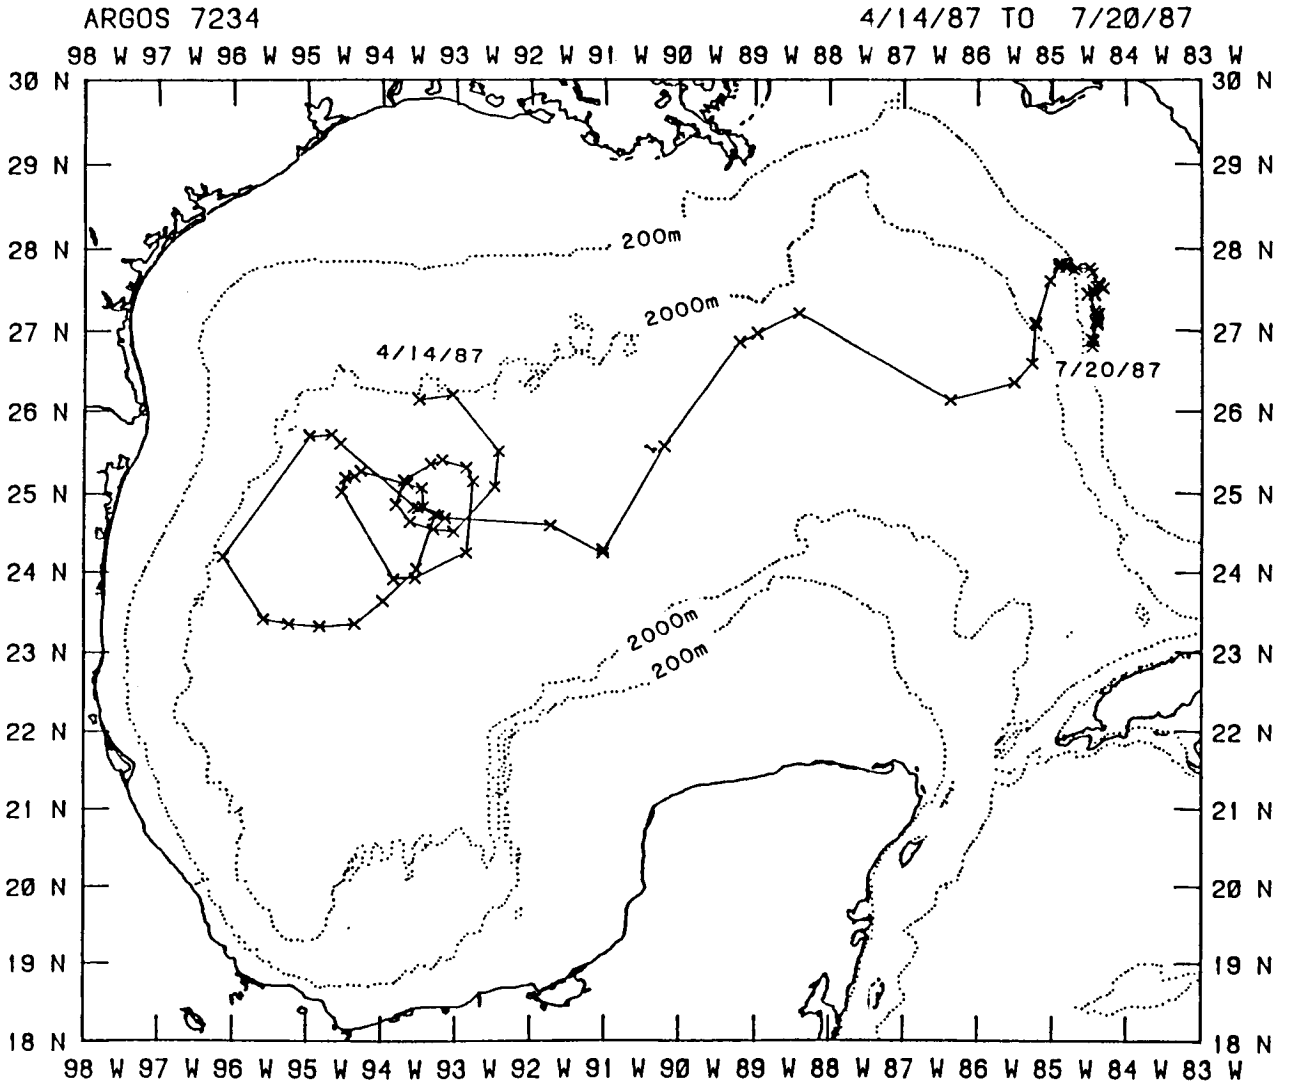 ARGOS 7234 4/14/87 TO 7/20/87
98 W 97 W 96 W 95 W 94 W 93 W 92 W 91 W 90 W 89 W 88 W 87 W 86 W 85 W 84 W 83 W
30 N 30 N
29 N 29 N
200m
28 N 28 N
2000m
27 N 27 N
4/14/87
7/20/87
26 N 26 N
25 N 25 N
24 N 24 N
2000m
23 N 200m 23 N
22 N 22 N
21 N 21 N
20 N 20 N
19 N 19 N
18 N 18 N
98 W 97 W 96 W 95 W 94 W 93 W 92 W 91 W 90 W 89 W 88 W 87 W 86 W 85 W 84 W 83 W